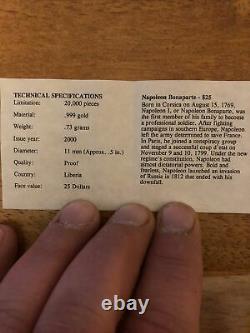 TECHNICAL SPECIFICATIONS
Limitation: 20,000 pieces
Material: .999 gold
Weight: .73 grams
Issue year: 2000
Diameter: 11 mm (Approx. .5 in.)
Quality: Proof
Country: Liberia
Face value: 25 Dollars
Napoleon Bonaparte - $25
Born in Corsica on August 15, 1769,
Napoleon I, or Napoleon Bonaparte, was the
first member of his family to become
a professional soldier. After fighting
campaigns in southern Europe, Napoleon
left the army determined to save France.
In Paris, he joined a conspiracy group
and staged a successful coup d'etat on
November 9 and 10, 1799. Under the new
regime's constitution, Napoleon had
almost dictatorial powers. Bold and
fearless, Napoleon launched an invasion
of Russia in 1812 that ended with his
downfall.